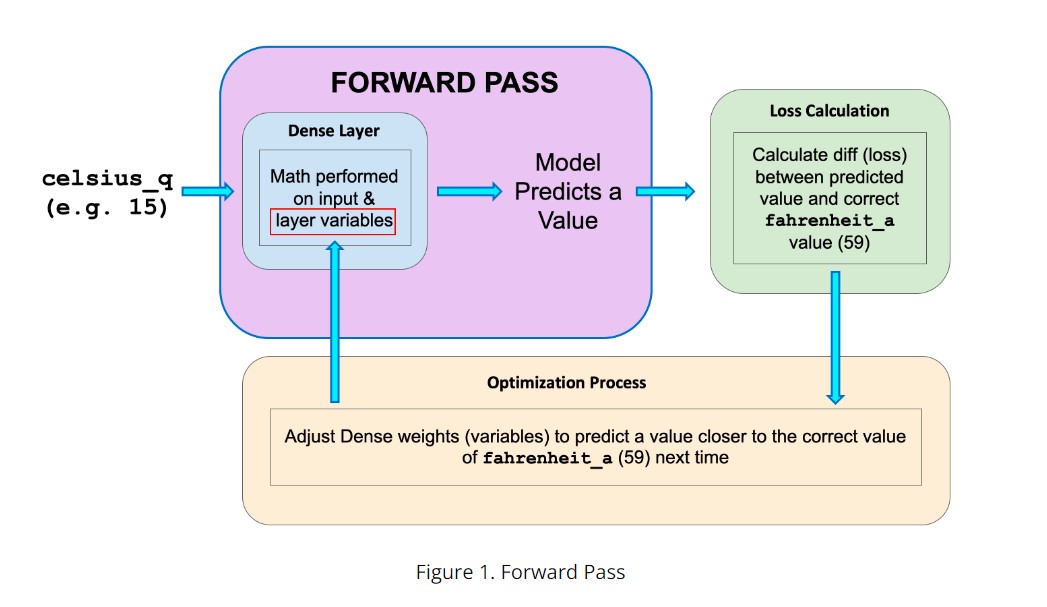 FORWARD PASS
celsius_q
(e.g. 15)
Dense Layer
Math performed
on input &
layer variables
Model
Predicts a
Value
Loss Calculation
Calculate diff (loss)
between predicted
value and correct
fahrenheit_a
value (59)
Optimization Process
Adjust Dense weights (variables) to predict a value closer to the correct value
of fahrenheit_a (59) next time
Figure 1. Forward Pass